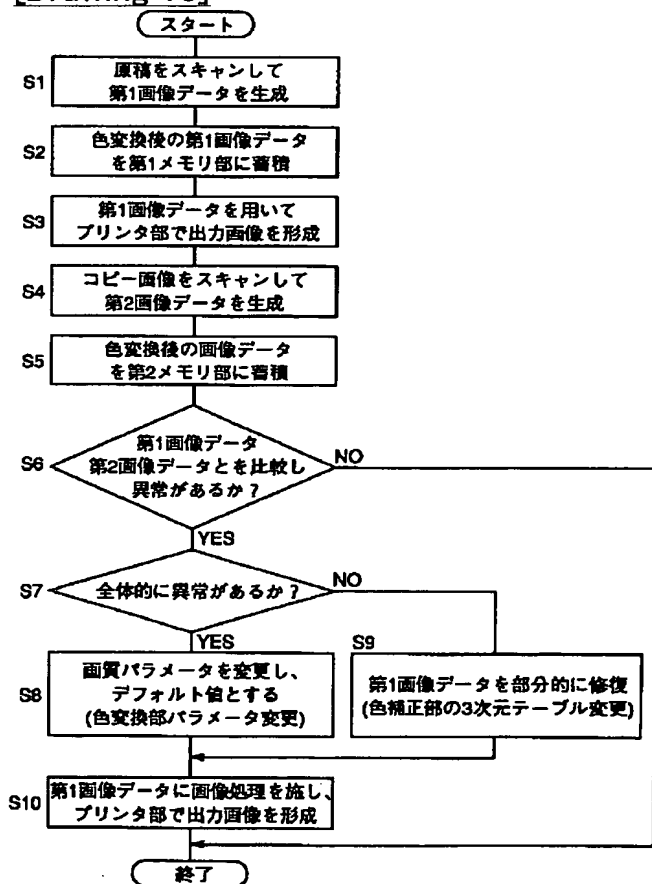 スタート
S1
原稿をスキャンして
第1画像データを生成
S2
色変換後の第1画像データ
を第1メモリ部に蓄積
S3
第1画像データを用いて
プリンタ部で出力画像を形成
S4
コピー画像をスキャンして
第2画像データを生成
S5
色変換後の画像データ
を第2メモリ部に蓄積
S6
第1画像データ
第2画像データとを比較し
異常があるか?
NO
YES
S7
全体的に異常があるか?
NO
YES
S8
画質パラメータを変更し、
デフォルト値とする
(色変換部パラメータ変更)
S9
第1画像データを部分的に修復
(色補正部の3次元テーブル変更)
S10
第1画像データに画像処理を施し、
プリンタ部で出力画像を形成
終了